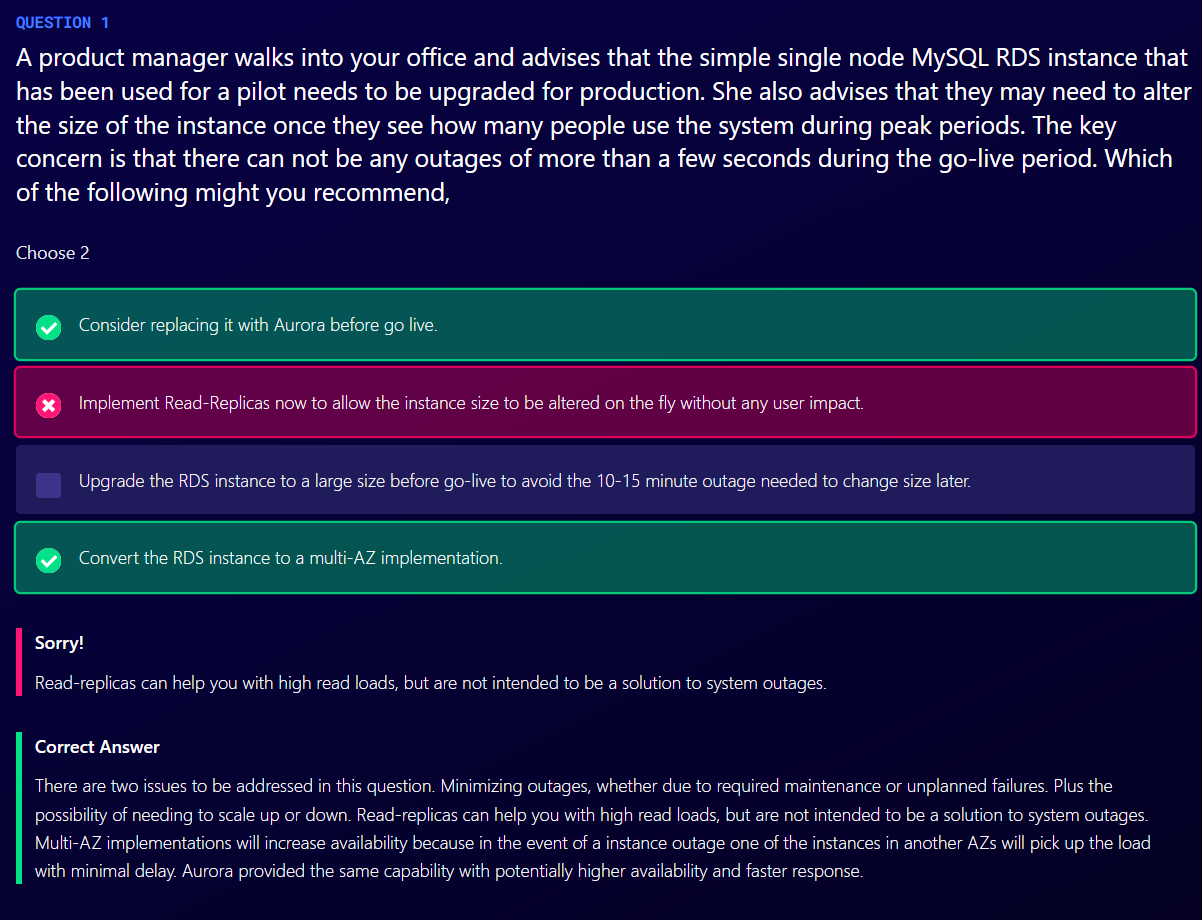 QUESTION 1
A product manager walks into your office and advises that the simple single node MySQL RDS instance that
has been used for a pilot needs to be upgraded for production. She also advises that they may need to alter
the size of the instance once they see how many people use the system during peak periods. The key
concern is that there can not be any outages of more than a few seconds during the go-live period. Which
of the following might you recommend,
Choose 2
Consider replacing it with Aurora before go live.
Implement Read-Replicas now to allow the instance size to be altered on the fly without any user impact.
Upgrade the RDS instance to a large size before go-live to avoid the 10-15 minute outage needed to change size later.
Convert the RDS instance to a multi-AZ implementation.
Sorry!
Read-replicas can help you with high read loads, but are not intended to be a solution to system outages.
Correct Answer
There are two issues to be addressed in this question. Minimizing outages, whether due to required maintenance or unplanned failures. Plus the
possibility of needing to scale up or down. Read-replicas can help you with high read loads, but are not intended to be a solution to system outages.
Multi-AZ implementations will increase availability because in the event of a instance outage one of the instances in another AZs will pick up the load
with minimal delay. Aurora provided the same capability with potentially higher availability and faster response.